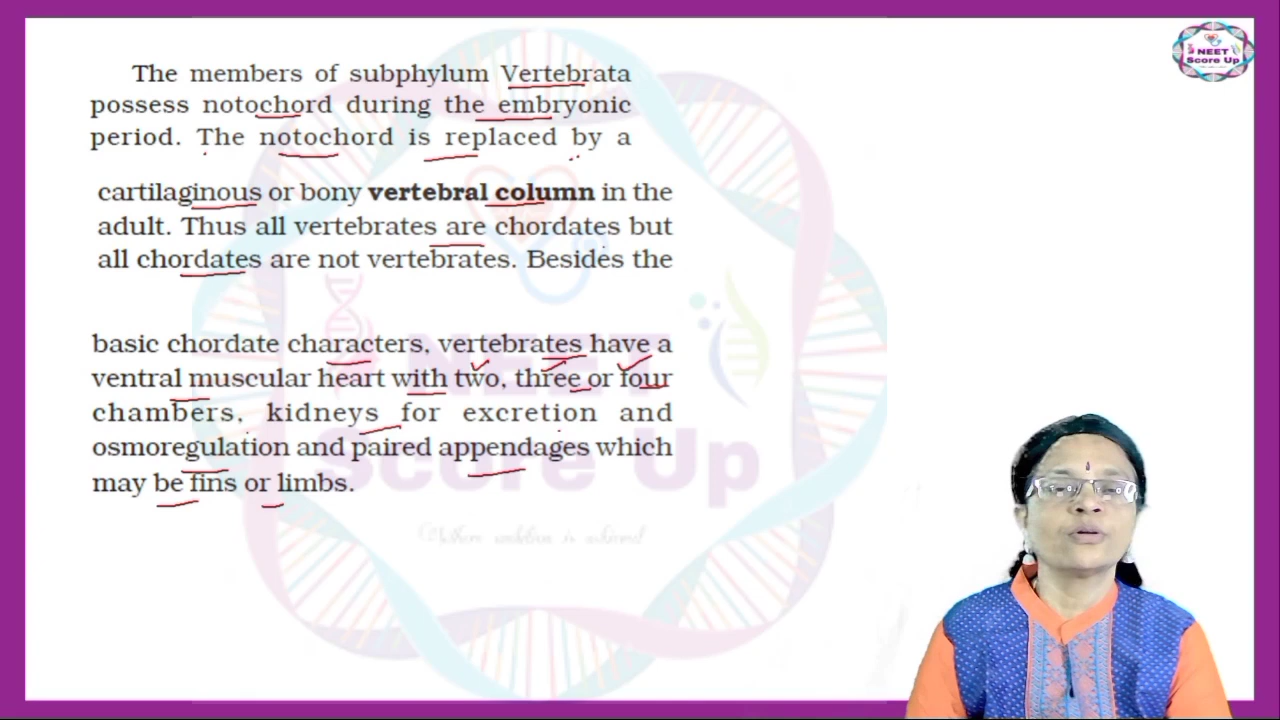 NEET
Score Up
The members of subphylum Vertebrata
possess notochord during the embryonic
period. The notochord is replaced by a
cartilaginous or bony vertebral column in the
adult. Thus all vertebrates are chordates but
all chordates are not vertebrates. Besides the
basic chordate characters, vertebrates have a
ventral muscular heart with two, three or four
chambers, kidneys for excretion and
osmoregulation and paired appendages which
may be fins or limbs.
NEET
Score Up